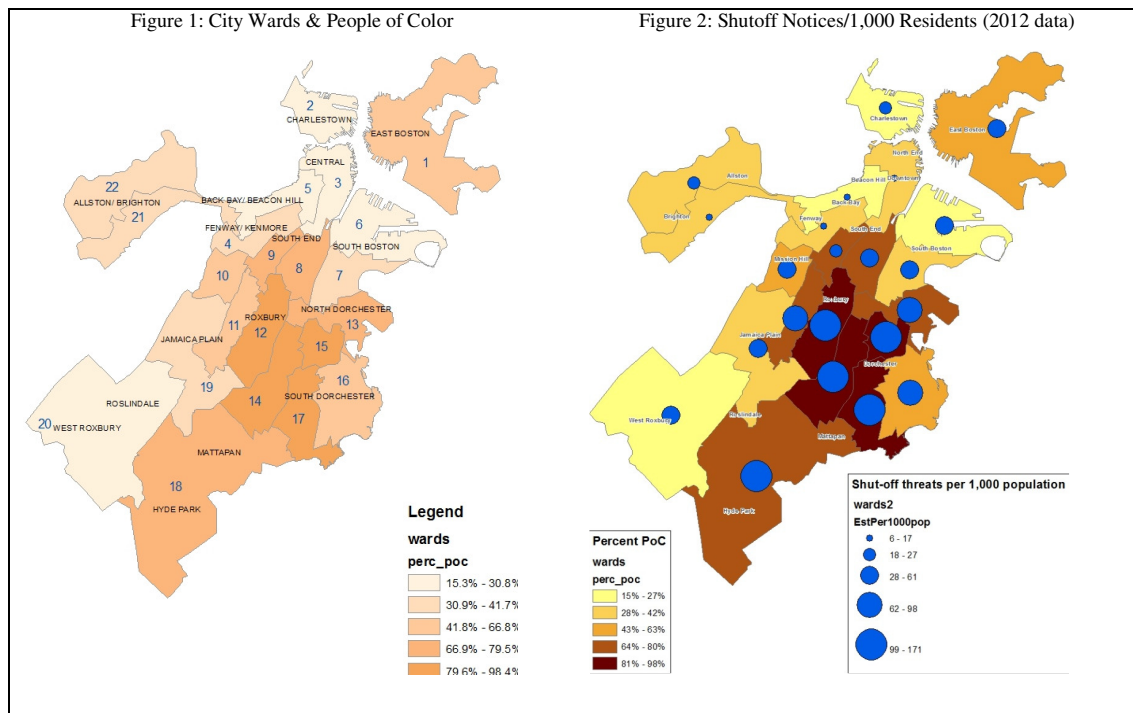 Figure 1: City Wards & People of Color
2
CHARLESTOWN
EAST BOSTON
1
CENTRAL
22
5
3
ALLSTON/ BRIGHTON
BACK BAY/ BEACON HILL
21
6
FENWAY/ KENMORE
4
SOUTH END
SOUTH BOSTON
9
10
8
7
NORTH DORCHESTER
ROXBURY
11
13
12
JAMAICA PLAIN
15
19
16
14
SOUTH DORCHESTER
ROSLINDALE
20
WEST ROXBURY
17
MATTAPAN
18
HYDE PARK
Legend
wards
perc_poc
15.3% - 30.8%
30.9% - 41.7%
41.8% - 66.8%
66.9% - 79.5%
79.6% - 98.4%
Figure 2: Shutoff Notices/1,000 Residents (2012 data)
Charlestown
East Boston
North End
Allston
Beacon Hill
Downtown
Back Bay
Brighton
Fenway
South End
South Boston
Mission Hill
Roxbury
Jamaica Plain
Dorchester
Roslindale
West Roxbury
Mattapan
Hyde Park
Percent PoC
wards
perc_poc
15% - 27%
28% - 42%
43% - 63%
64% - 80%
81% - 98%
Shut-off threats per 1,000 population
wards2
EstPer1000pop
6 - 17
18 - 27
28 - 61
62 - 98
99 - 171